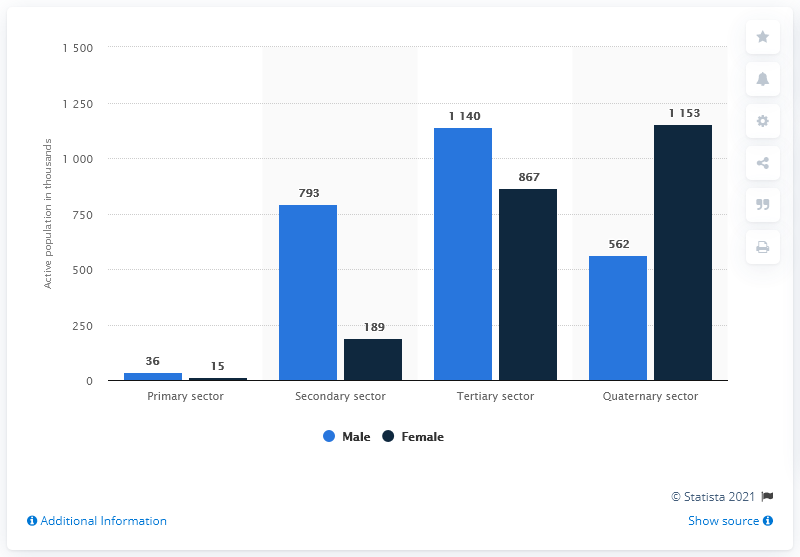 1 500
1 250
1 000
750
500
250
0
Active population in thousands
36
15
793
189
1 140
867
562
1 153
Primary sector
Secondary sector
Tertiary sector
Quaternary sector
Male Female
© Statista 2021
Additional Information
Show source